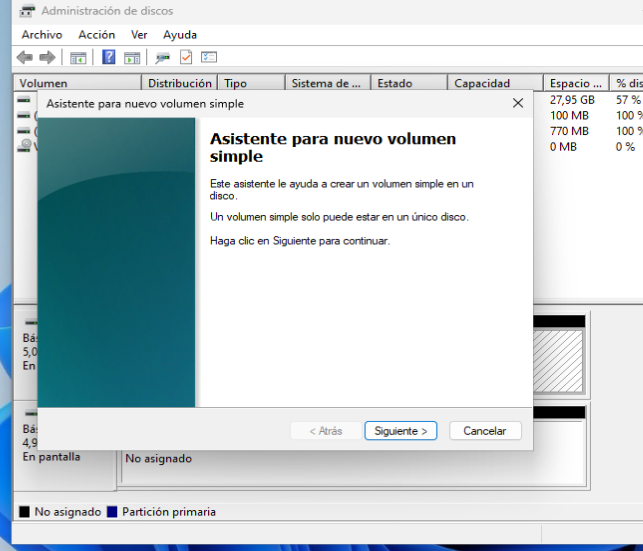 Administración de discos
Archivo Acción Ver Ayuda
Volumen Distribución Tipo Sistema de ... Estado Capacidad Espacio ... % dis
27,95 GB 57 %
100 MB 100 %
770 MB 100 %
0 MB 0 %
Asistente para nuevo volumen simple
Asistente para nuevo volumen
simple
Este asistente le ayuda a crear un volumen simple en un
disco.
Un volumen simple solo puede estar en un único disco.
Haga clic en Siguiente para continuar.
< Atrás Siguiente > Cancelar
Bás
5,0
En
Bás
4,9
En pantalla
No asignado
No asignado Partición primaria